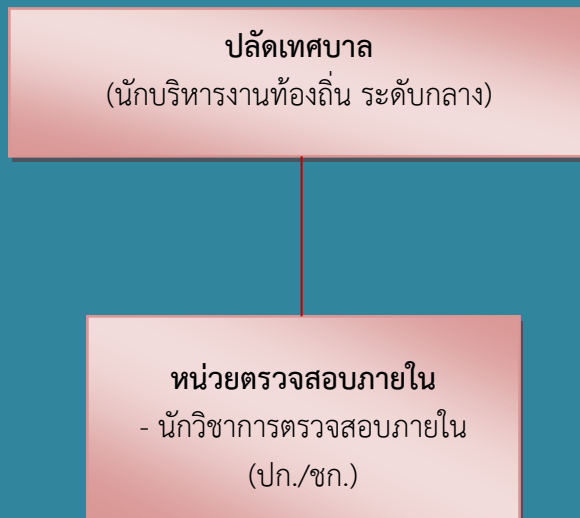 ปลัดเทศบาล
(นักบริหารงานท้องถิ่น ระดับกลาง)
หน่วยตรวจสอบภายใน
- นักวิชาการตรวจสอบภายใน
(ปก./ชก.)